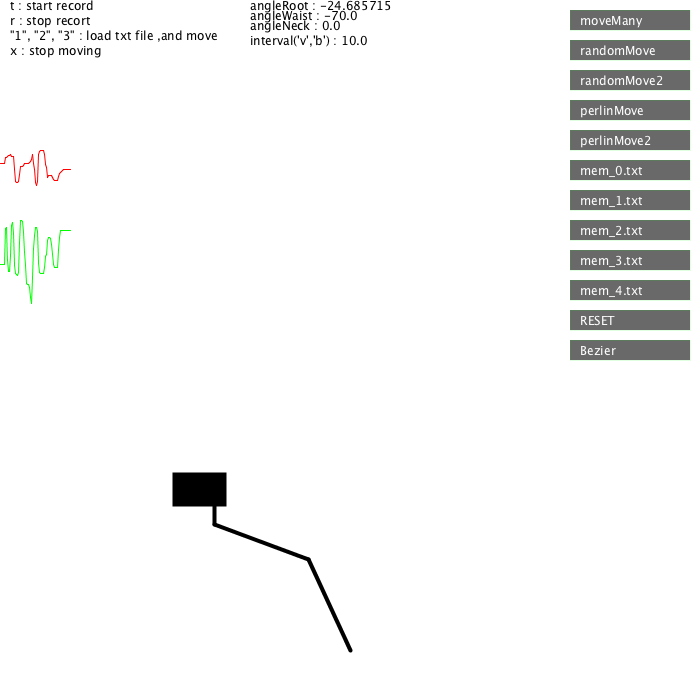 t : start record
r : stop recort
"1", "2", "3" : load txt file ,and move
x : stop moving
angleRoot : -24.685715
angleWaist : -70.0
angleNeck : 0.0
interval('v','b') : 10.0
moveMany
randomMove
randomMove2
perlinMove
perlinMove2
mem_0.txt
mem_1.txt
mem_2.txt
mem_3.txt
mem_4.txt
RESET
Bezier